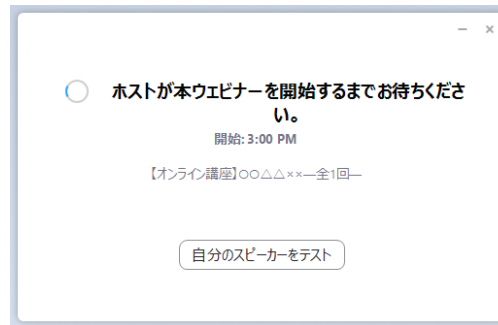 ホストが本ウェビナーを開始するまでお待ちくださ
い。
開始: 3:00 PM
【オンライン講座】○○△△××―全1回―
自分のスピーカーをテスト